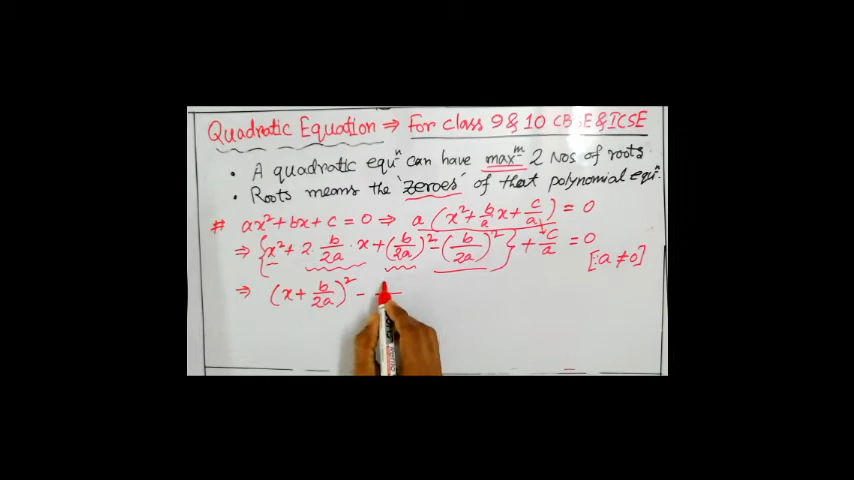 Quadratic Equation ⇒ For class 9 & 10 CBSE & ICSE
• A quadratic equⁿ can have maxᵐ 2 Nos of roots.
• Roots means the 'zeroes' of that polynomial equⁿ.
# ax² + bx + c = 0 ⇒ a(x² + b/a x + c/a) = 0
⇒ {x² + 2 · b/2a · x + (b/2a)² - (b/2a)²} + c/a = 0
[∵ a ≠ 0]
⇒ (x + b/2a)² -